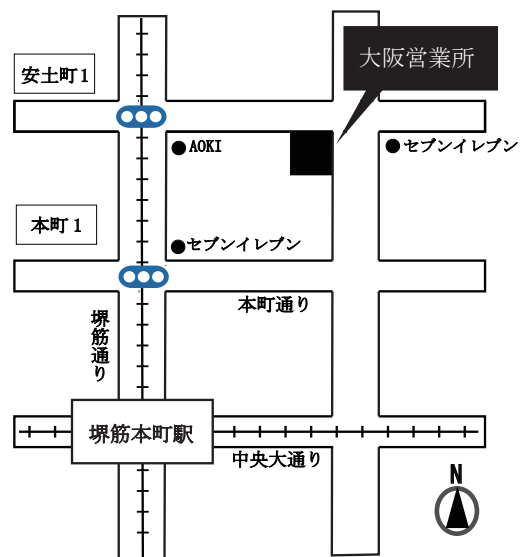 大阪営業所
安土町1
AOKI
セブンイレブン
本町1
セブンイレブン
本町通り
堺筋通り
堺筋本町駅
中央大通り
N